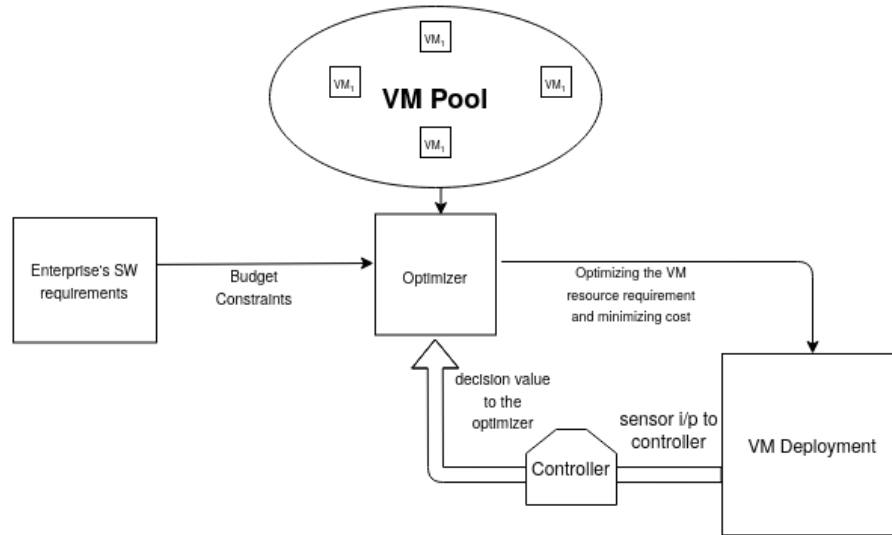 VM₁
VM₁
VM₁
VM Pool
VM₁
Enterprise's SW
requirements
Budget
Constraints
Optimizer
Optimizing the VM
resource requirement
and minimizing cost
decision value
to the
optimizer
sensor i/p to
controller
Controller
VM Deployment